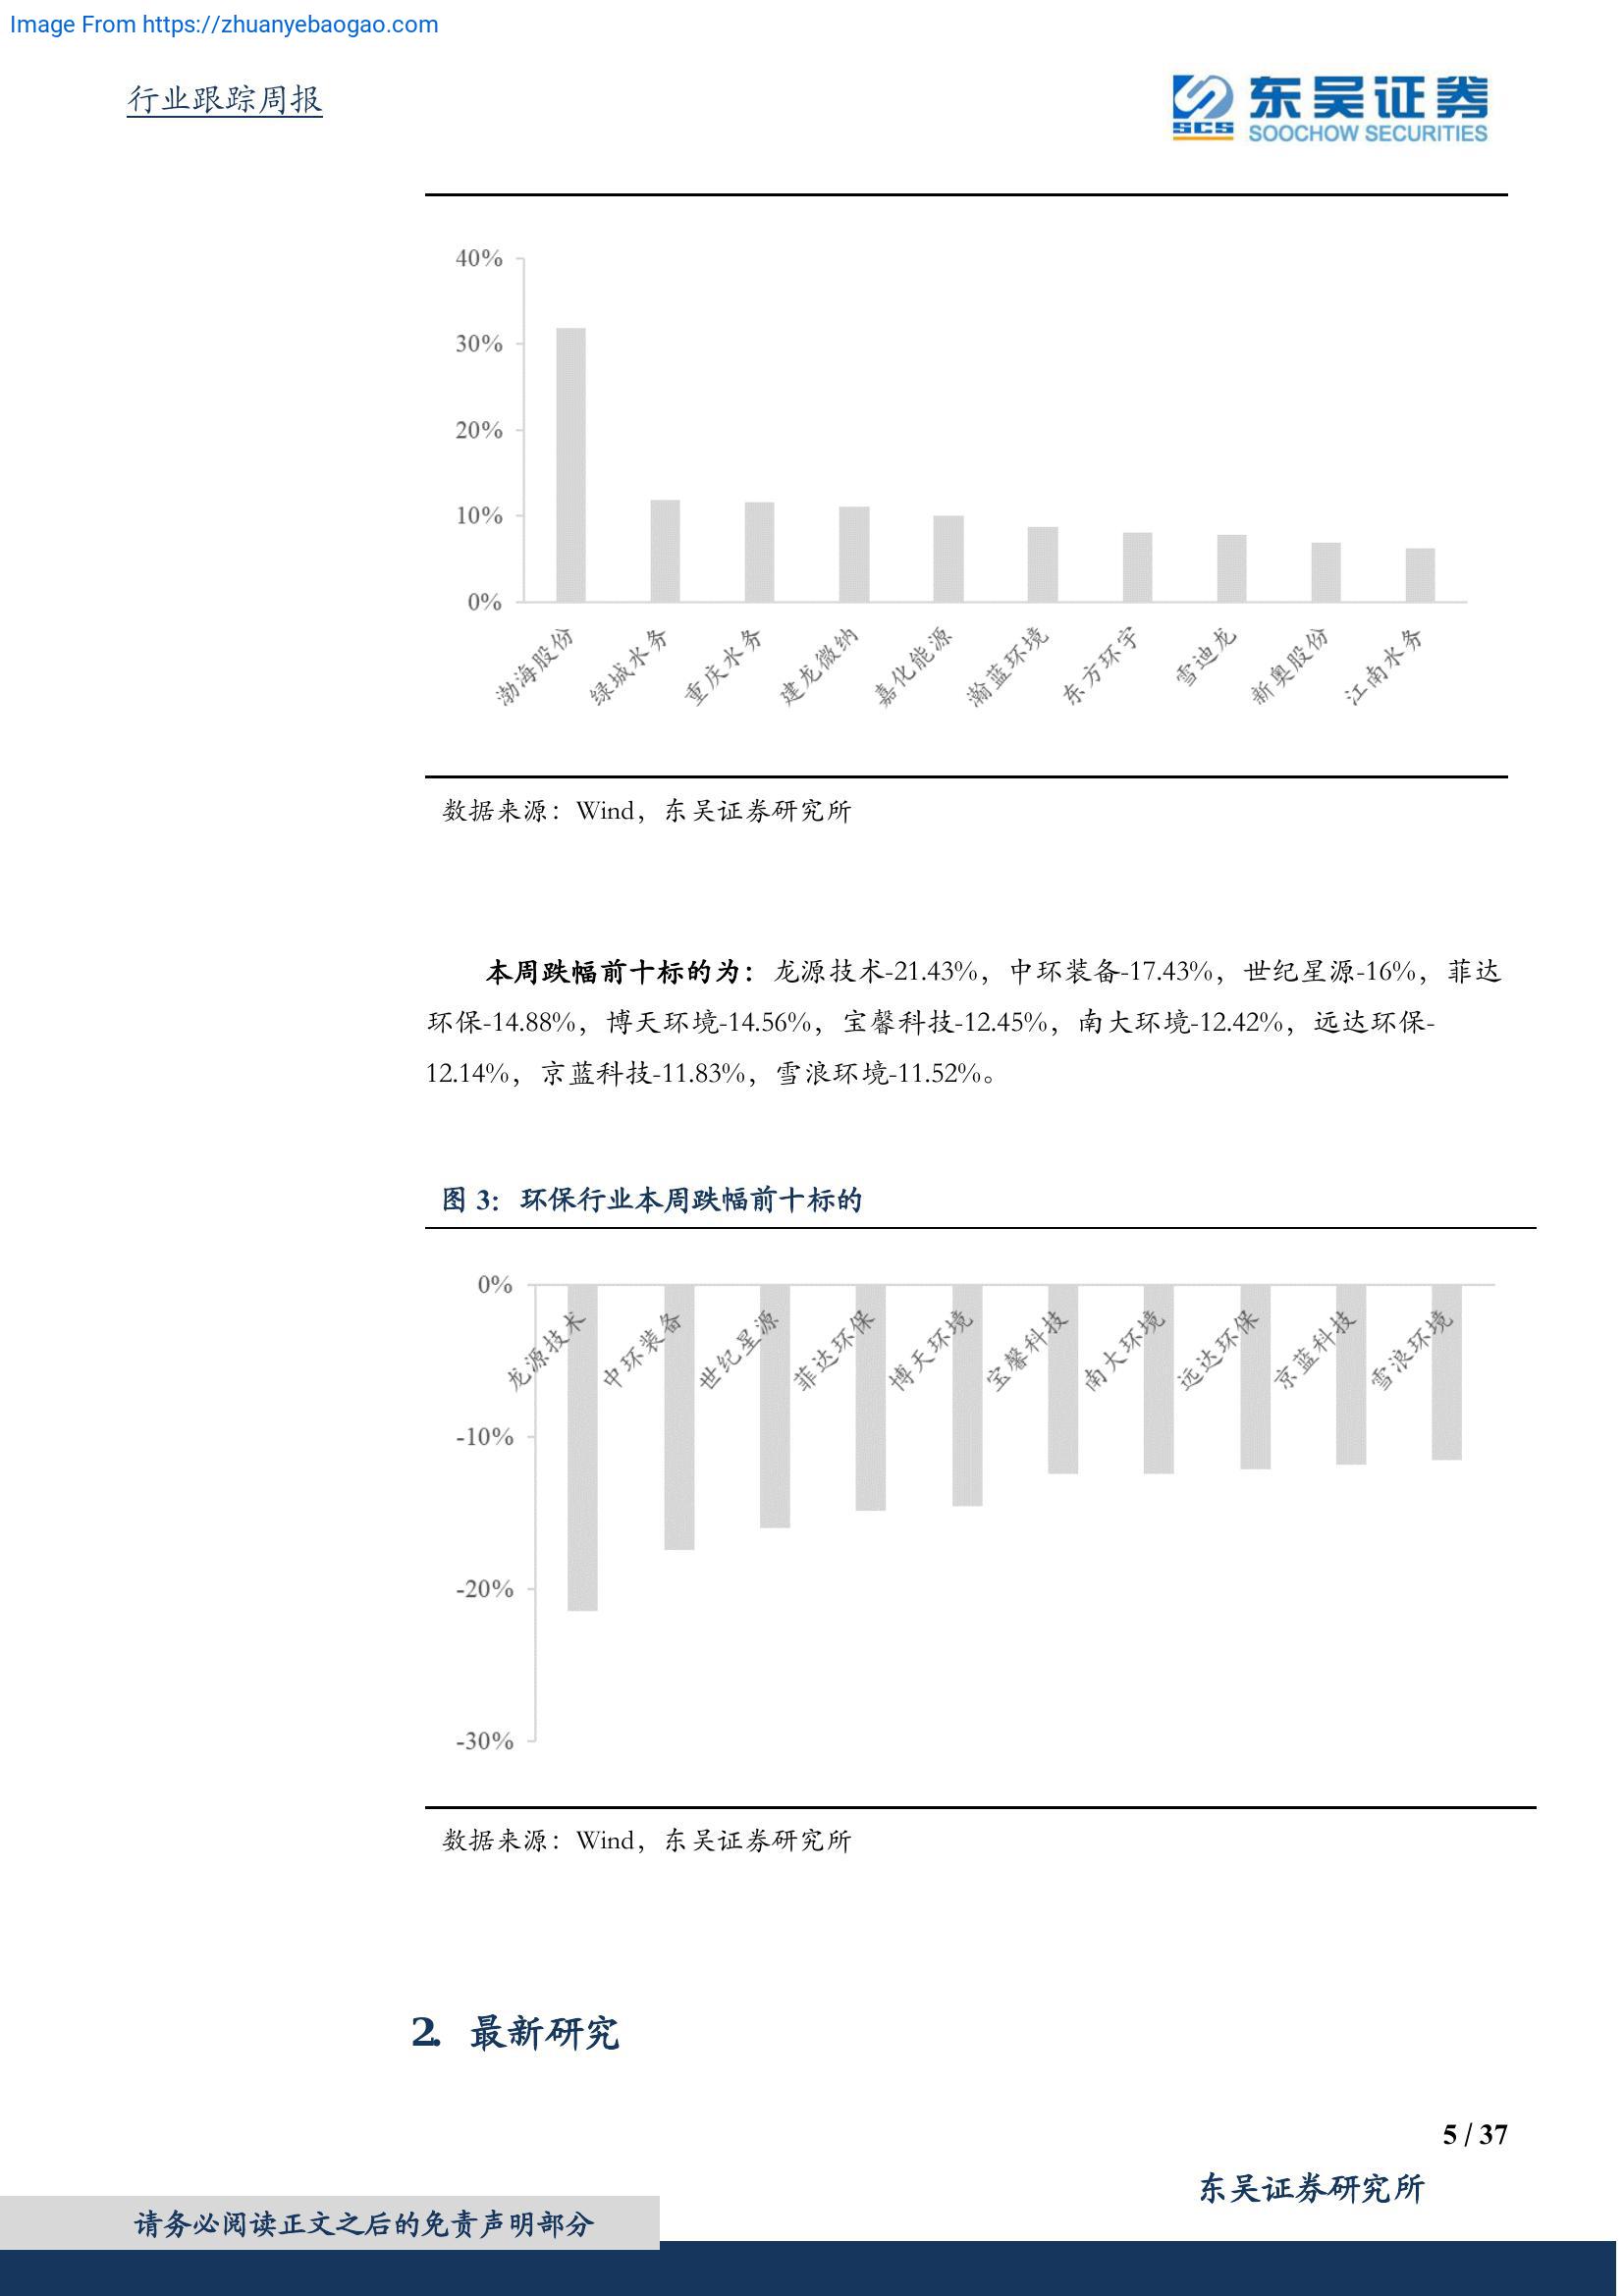 Image From https://zhuanyebaogao.com
行业跟踪周报
东吴证券
SCS
SOOCHOW SECURITIES
40%
30%
20%
10%
0%
渤海股份
绿城水务
重庆水务
建龙微纳
嘉化能源
瀚蓝环境
东方环宇
雪迪龙
新奥股份
江南水务
数据来源：Wind，东吴证券研究所
本周跌幅前十标的为：龙源技术-21.43%，中环装备-17.43%，世纪星源-16%，菲达
环保-14.88%，博天环境-14.56%，宝馨科技-12.45%，南大环境-12.42%，远达环保-
12.14%，京蓝科技-11.83%，雪浪环境-11.52%。
图 3：环保行业本周跌幅前十标的
0%
龙源技术
中环装备
世纪星源
菲达环保
博天环境
宝馨科技
南大环境
远达环保
京蓝科技
雪浪环境
-10%
-20%
-30%
数据来源：Wind，东吴证券研究所
2. 最新研究
5 / 37
东吴证券研究所
请务必阅读正文之后的免责声明部分